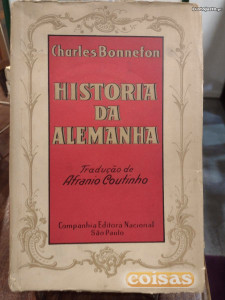 Charles Bonnefon
HISTORIA
DA
ALEMANHA
Tradução de
Afranio Coutinho
Companhia Editora Nacional
São Paulo
coisas